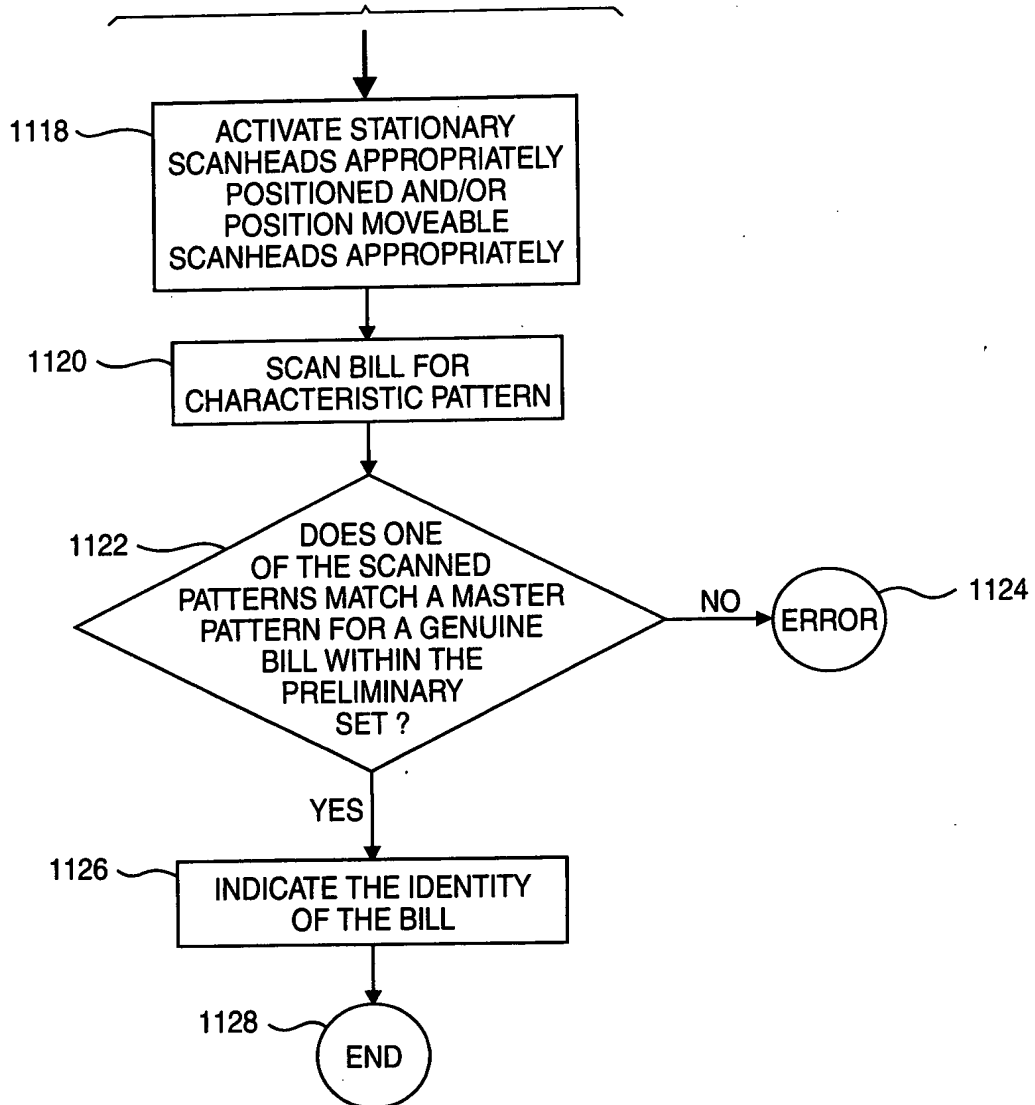 1118
ACTIVATE STATIONARY
SCANHEADS APPROPRIATELY
POSITIONED AND/OR
POSITION MOVEABLE
SCANHEADS APPROPRIATELY
1120
SCAN BILL FOR
CHARACTERISTIC PATTERN
1122
DOES ONE
OF THE SCANNED
PATTERNS MATCH A MASTER
PATTERN FOR A GENUINE
BILL WITHIN THE
PRELIMINARY
SET ?
NO
ERROR
1124
YES
1126
INDICATE THE IDENTITY
OF THE BILL
1128
END